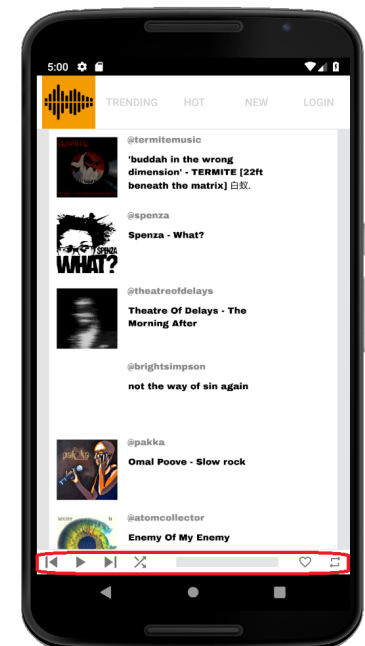 5:00
TRENDING HOT NEW LOGIN
@termitemusic
'buddah in the wrong
dimension' - TERMITE [22ft
beneath the matrix] 白蚁.
@spenza
Spenza - What?
SPENZA
WHAT?
@theatreofdelays
Theatre Of Delays - The
Morning After
@brightsimpson
not the way of sin again
@pakka
Omal Poove - Slow rock
pakka
@atomcollector
Enemy Of My Enemy